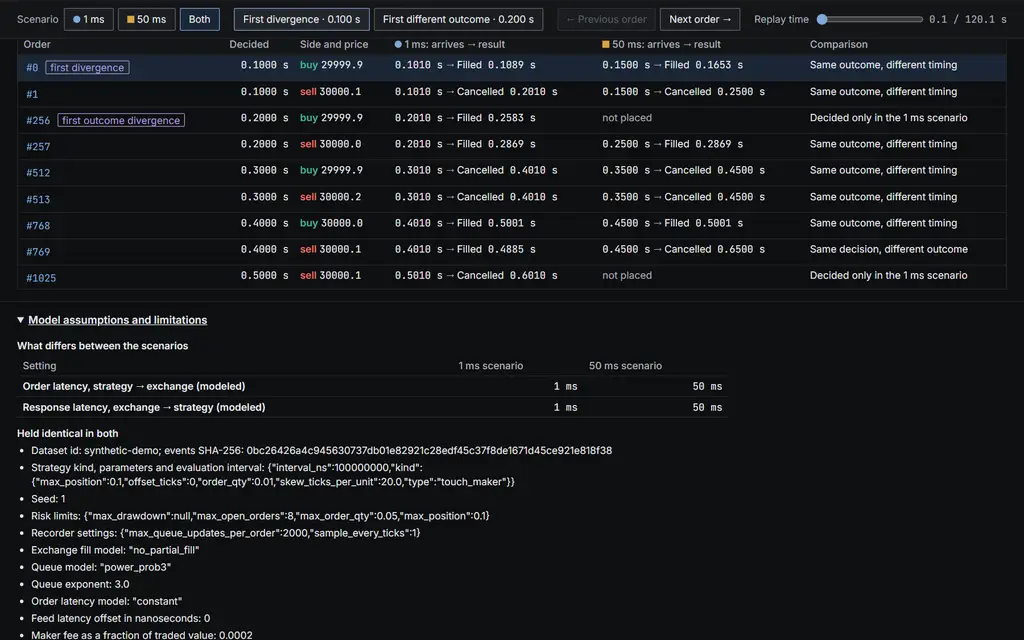 Scenario 1 ms 50 ms Both First divergence · 0.100 s First different outcome · 0.200 s ← Previous order Next order → Replay time 0.1 / 120.1 s
Order Decided Side and price 1 ms: arrives → result 50 ms: arrives → result Comparison
#0 first divergence 0.1000 s buy 29999.9 0.1010 s → Filled 0.1089 s 0.1500 s → Filled 0.1653 s Same outcome, different timing
#1 0.1000 s sell 30000.1 0.1010 s → Cancelled 0.2010 s 0.1500 s → Cancelled 0.2500 s Same outcome, different timing
#256 first outcome divergence 0.2000 s buy 29999.9 0.2010 s → Filled 0.2583 s not placed Decided only in the 1 ms scenario
#257 0.2000 s sell 30000.0 0.2010 s → Filled 0.2869 s 0.2500 s → Filled 0.2869 s Same outcome, different timing
#512 0.3000 s buy 29999.9 0.3010 s → Cancelled 0.4010 s 0.3500 s → Cancelled 0.4500 s Same outcome, different timing
#513 0.3000 s sell 30000.2 0.3010 s → Cancelled 0.4010 s 0.3500 s → Cancelled 0.4500 s Same outcome, different timing
#768 0.4000 s buy 30000.0 0.4010 s → Filled 0.5001 s 0.4500 s → Filled 0.5001 s Same outcome, different timing
#769 0.4000 s sell 30000.1 0.4010 s → Filled 0.4885 s 0.4500 s → Cancelled 0.6500 s Same decision, different outcome
#1025 0.5000 s sell 30000.1 0.5010 s → Cancelled 0.6010 s not placed Decided only in the 1 ms scenario
▼ Model assumptions and limitations
What differs between the scenarios
Setting 1 ms scenario 50 ms scenario
Order latency, strategy → exchange (modeled) 1 ms 50 ms
Response latency, exchange → strategy (modeled) 1 ms 50 ms
Held identical in both
• Dataset id: synthetic-demo; events SHA-256: 0bc26426a4c945630737db01e82921c28edf45c37f8de1671d45ce921e818f38
• Strategy kind, parameters and evaluation interval: {"interval_ns":100000000,"kind":
{"max_position":0.1,"offset_ticks":0,"order_qty":0.01,"skew_ticks_per_unit":20.0,"type":"touch_maker"}}
• Seed: 1
• Risk limits: {"max_drawdown":null,"max_open_orders":8,"max_order_qty":0.05,"max_position":0.1}
• Recorder settings: {"max_queue_updates_per_order":2000,"sample_every_ticks":1}
• Exchange fill model: "no_partial_fill"
• Queue model: "power_prob3"
• Queue exponent: 3.0
• Order latency model: "constant"
• Feed latency offset in nanoseconds: 0
• Maker fee as a fraction of traded value: 0.0002